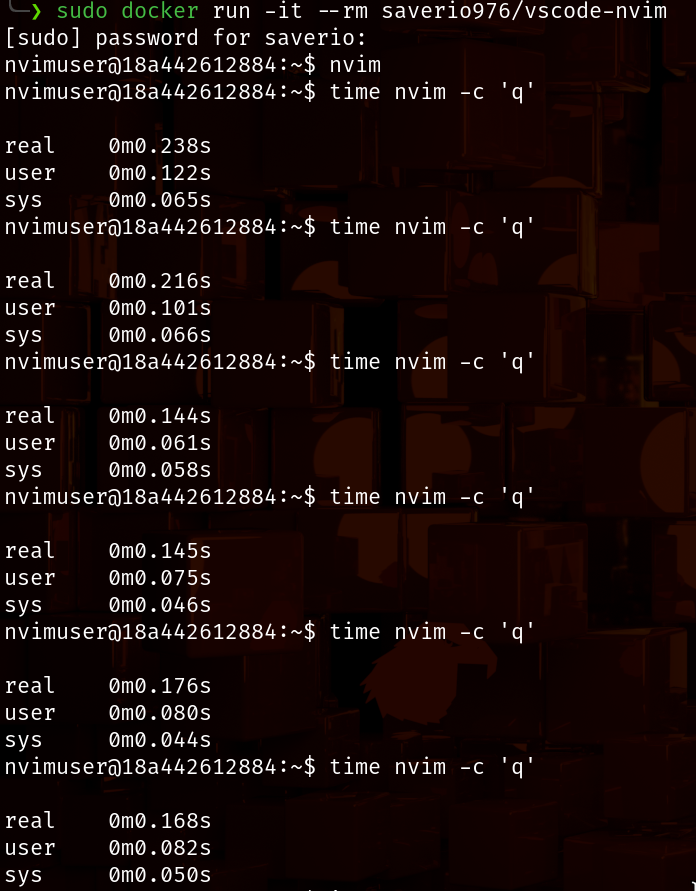 ❯ sudo docker run -it --rm saverio976/vscode-nvim
[sudo] password for saverio:
nvimuser@18a442612884:~$ nvim
nvimuser@18a442612884:~$ time nvim -c 'q'
real 0m0.238s
user 0m0.122s
sys 0m0.065s
nvimuser@18a442612884:~$ time nvim -c 'q'
real 0m0.216s
user 0m0.101s
sys 0m0.066s
nvimuser@18a442612884:~$ time nvim -c 'q'
real 0m0.144s
user 0m0.061s
sys 0m0.058s
nvimuser@18a442612884:~$ time nvim -c 'q'
real 0m0.145s
user 0m0.075s
sys 0m0.046s
nvimuser@18a442612884:~$ time nvim -c 'q'
real 0m0.176s
user 0m0.080s
sys 0m0.044s
nvimuser@18a442612884:~$ time nvim -c 'q'
real 0m0.168s
user 0m0.082s
sys 0m0.050s